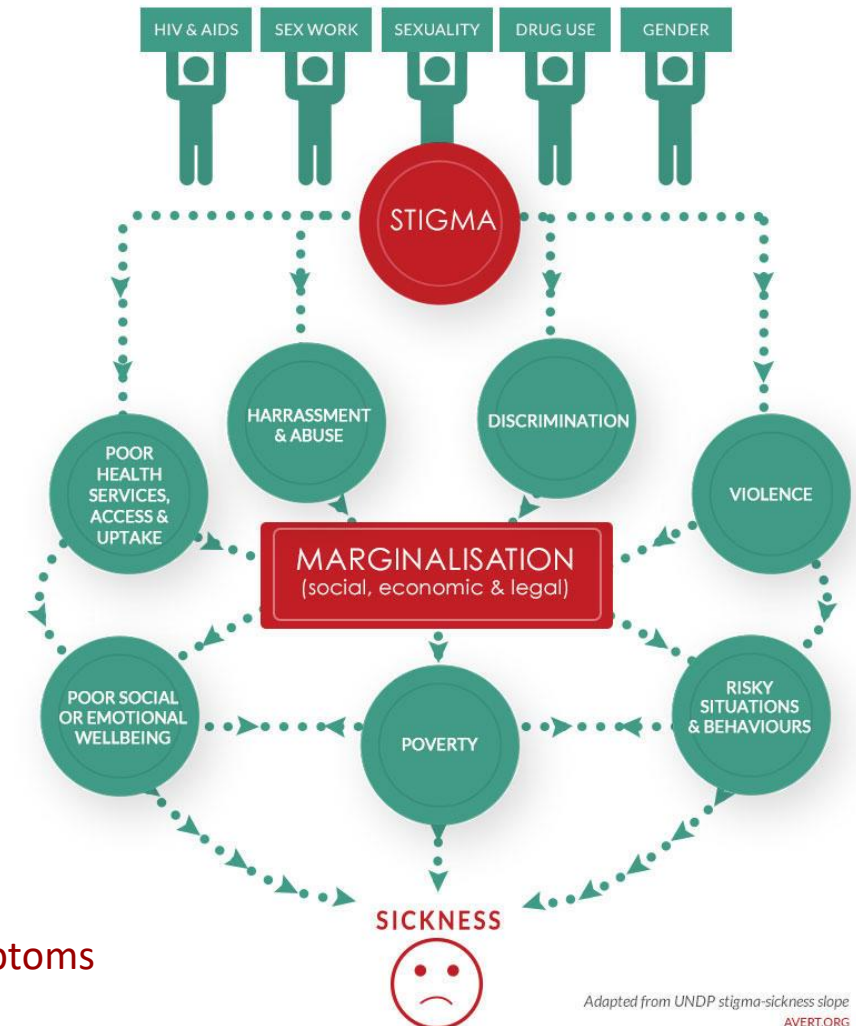 HIV & AIDS
SEX WORK
SEXUALITY
DRUG USE
GENDER
STIGMA
HARRASSMENT
& ABUSE
DISCRIMINATION
POOR
HEALTH
SERVICES,
ACCESS &
UPTAKE
VIOLENCE
MARGINALISATION
(social, economic & legal)
POOR SOCIAL
OR EMOTIONAL
WELLBEING
POVERTY
RISKY
SITUATIONS
& BEHAVIOURS
SICKNESS
Adapted from UNDP stigma-sickness slope
AVERT.ORG